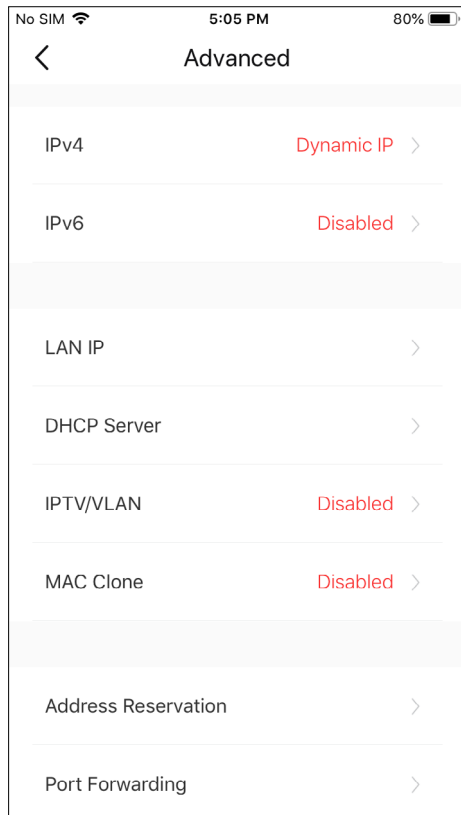 No SIM 5:05 PM 80%
Advanced
IPv4 Dynamic IP
IPv6 Disabled
LAN IP
DHCP Server
IPTV/VLAN Disabled
MAC Clone Disabled
Address Reservation
Port Forwarding